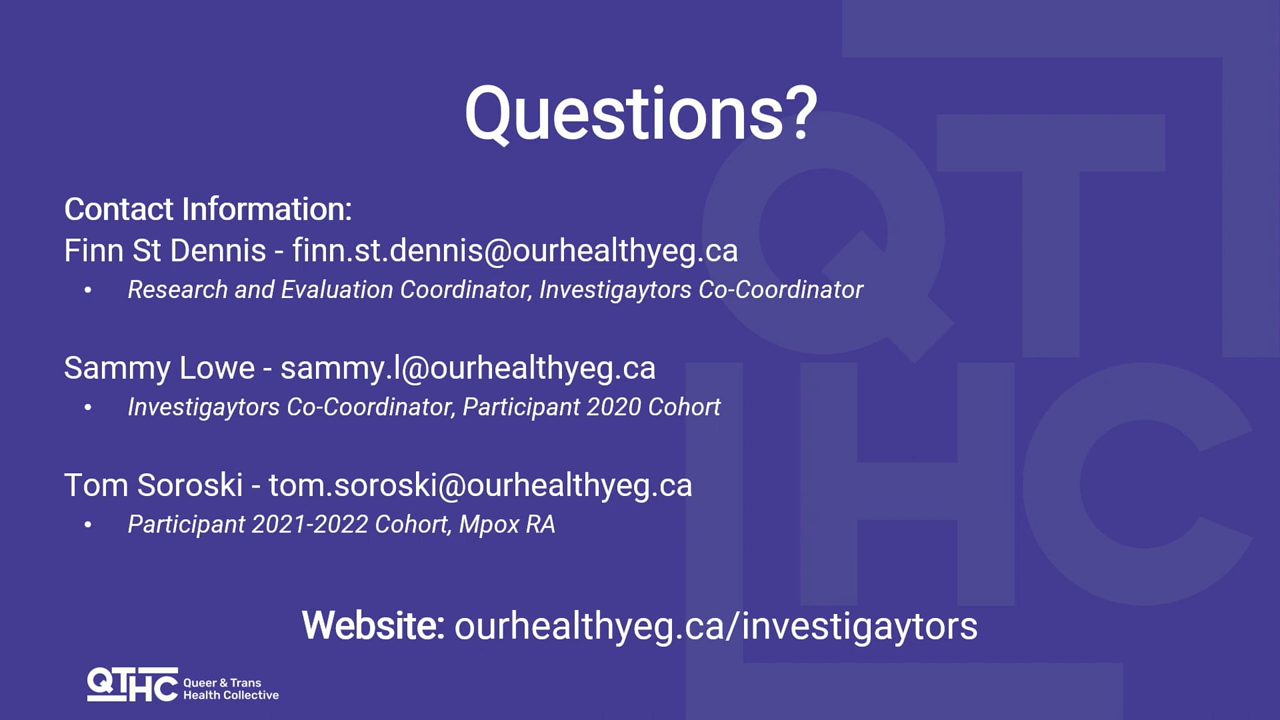 Questions?
Contact Information:
Finn St Dennis - finn.st.dennis@ourhealthyeg.ca
• Research and Evaluation Coordinator, Investigaytors Co-Coordinator
Sammy Lowe - sammy.l@ourhealthyeg.ca
• Investigaytors Co-Coordinator, Participant 2020 Cohort
Tom Soroski - tom.soroski@ourhealthyeg.ca
• Participant 2021-2022 Cohort, Mpox RA
Website: ourhealthyeg.ca/investigaytors
QTHC Queer & Trans
Health Collective
QT
HC